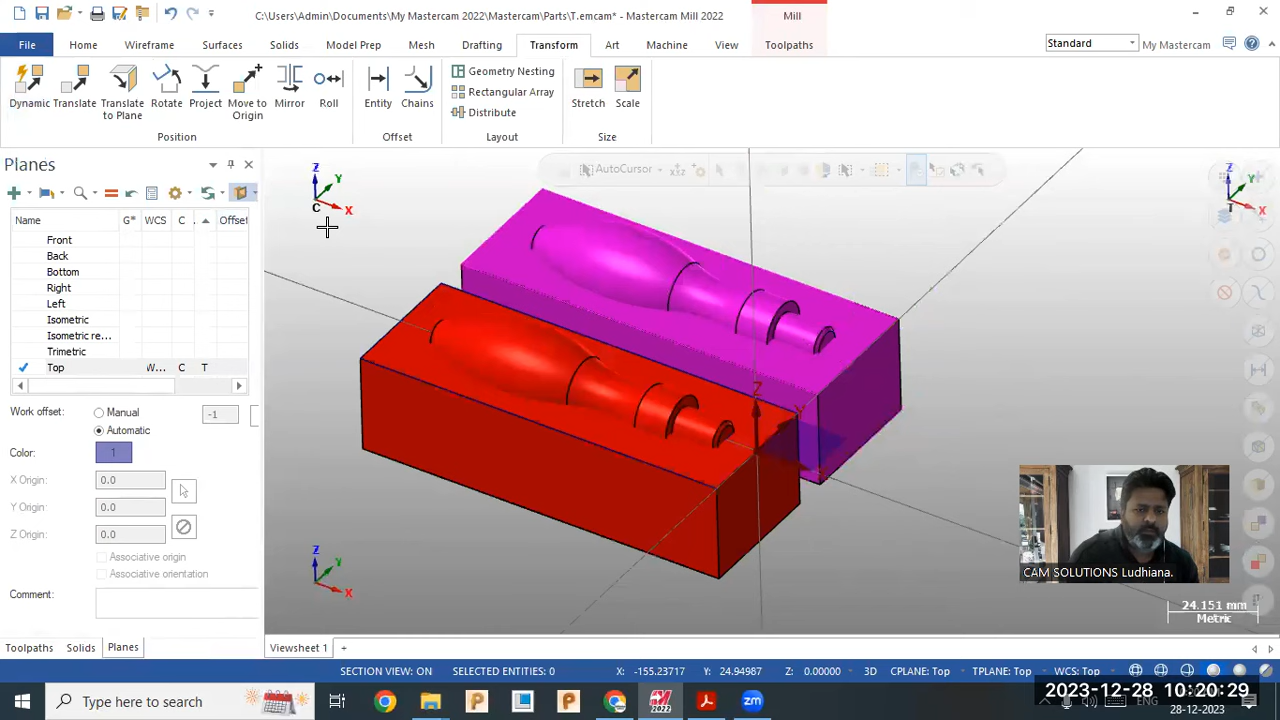 C:\Users\Admin\Documents\My Mastercam 2022\Mastercam\Parts\T.emcam* - Mastercam Mill 2022
Mill
File
Home
Wireframe
Surfaces
Solids
Model Prep
Mesh
Drafting
Transform
Art
Machine
View
Toolpaths
Standard
My Mastercam
Dynamic
Translate
Translate to Plane
Rotate
Project
Move to Origin
Mirror
Roll
Position
Entity
Chains
Offset
Geometry Nesting
Rectangular Array
Distribute
Layout
Stretch
Scale
Size
Planes
AutoCursor
Name
G*
WCS
C
Offset
Front
Back
Bottom
Right
Left
Isometric
Isometric re...
Trimetric
Top W... C T
Work offset:
Manual
-1
Automatic
Color:
1
X Origin:
0.0
Y Origin:
0.0
Z Origin:
0.0
Associative origin
Associative orientation
Comment:
Toolpaths
Solids
Planes
Z
Y
X
C
Z
Y
X
Z
Y
X
T
Z
CAM SOLUTIONS Ludhiana.
24.151 mm
Metric
Viewsheet 1
+
SECTION VIEW: ON
SELECTED ENTITIES: 0
X: -155.23717
Y: 24.94987
Z: 0.00000
3D
CPLANE: Top
TPLANE: Top
WCS: Top
Type here to search
2023-12-28 10:20:29
ENG
28-12-2023